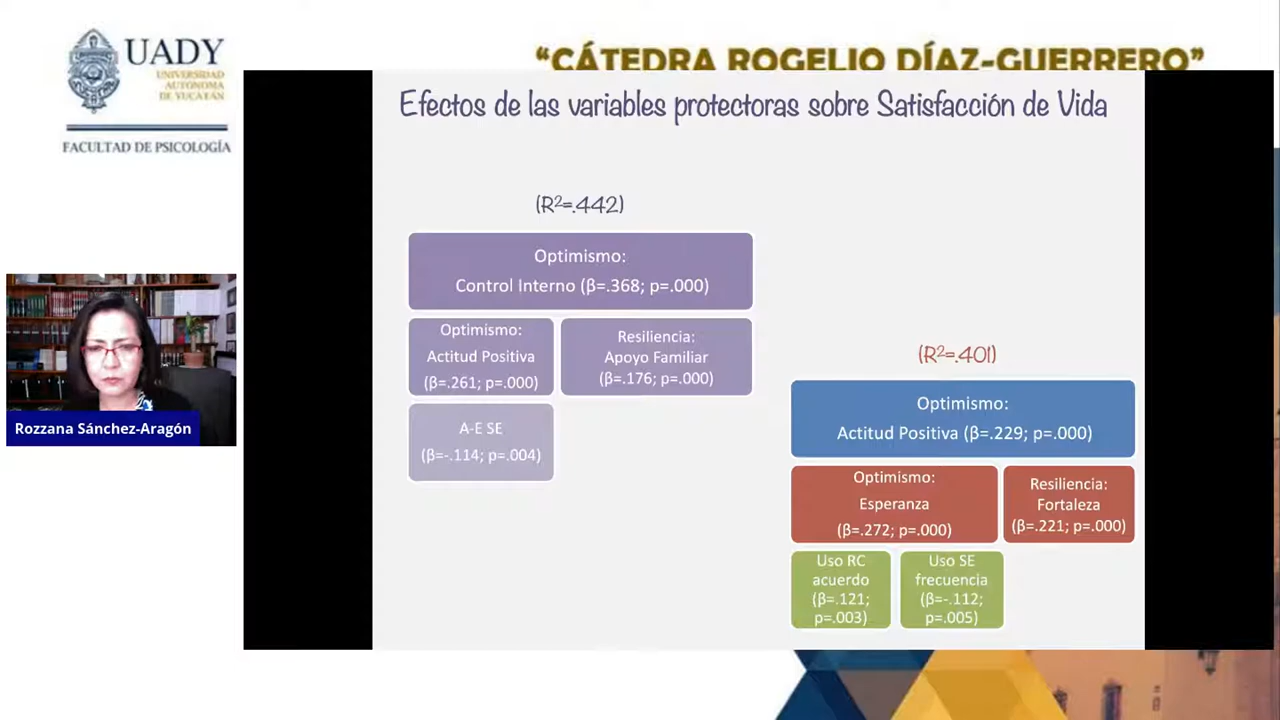 UADY
UNIVERSIDAD
AUTÓNOMA
DE YUCATÁN
FACULTAD DE PSICOLOGÍA
“CÁTEDRA ROGELIO DÍAZ-GUERRERO”
Efectos de las variables protectoras sobre Satisfacción de Vida
(R²=.442)
Optimismo:
Control Interno (β=.368; p=.000)
Optimismo:
Actitud Positiva
(β=.261; p=.000)
Resiliencia:
Apoyo Familiar
(β=.176; p=.000)
A-E SE
(β=-.114; p=.004)
(R²=.401)
Optimismo:
Actitud Positiva (β=.229; p=.000)
Optimismo:
Esperanza
(β=.272; p=.000)
Resiliencia:
Fortaleza
(β=.221; p=.000)
Uso RC
acuerdo
(β=.121;
p=.003)
Uso SE
frecuencia
(β=-.112;
p=.005)
Rozzana Sánchez-Aragón